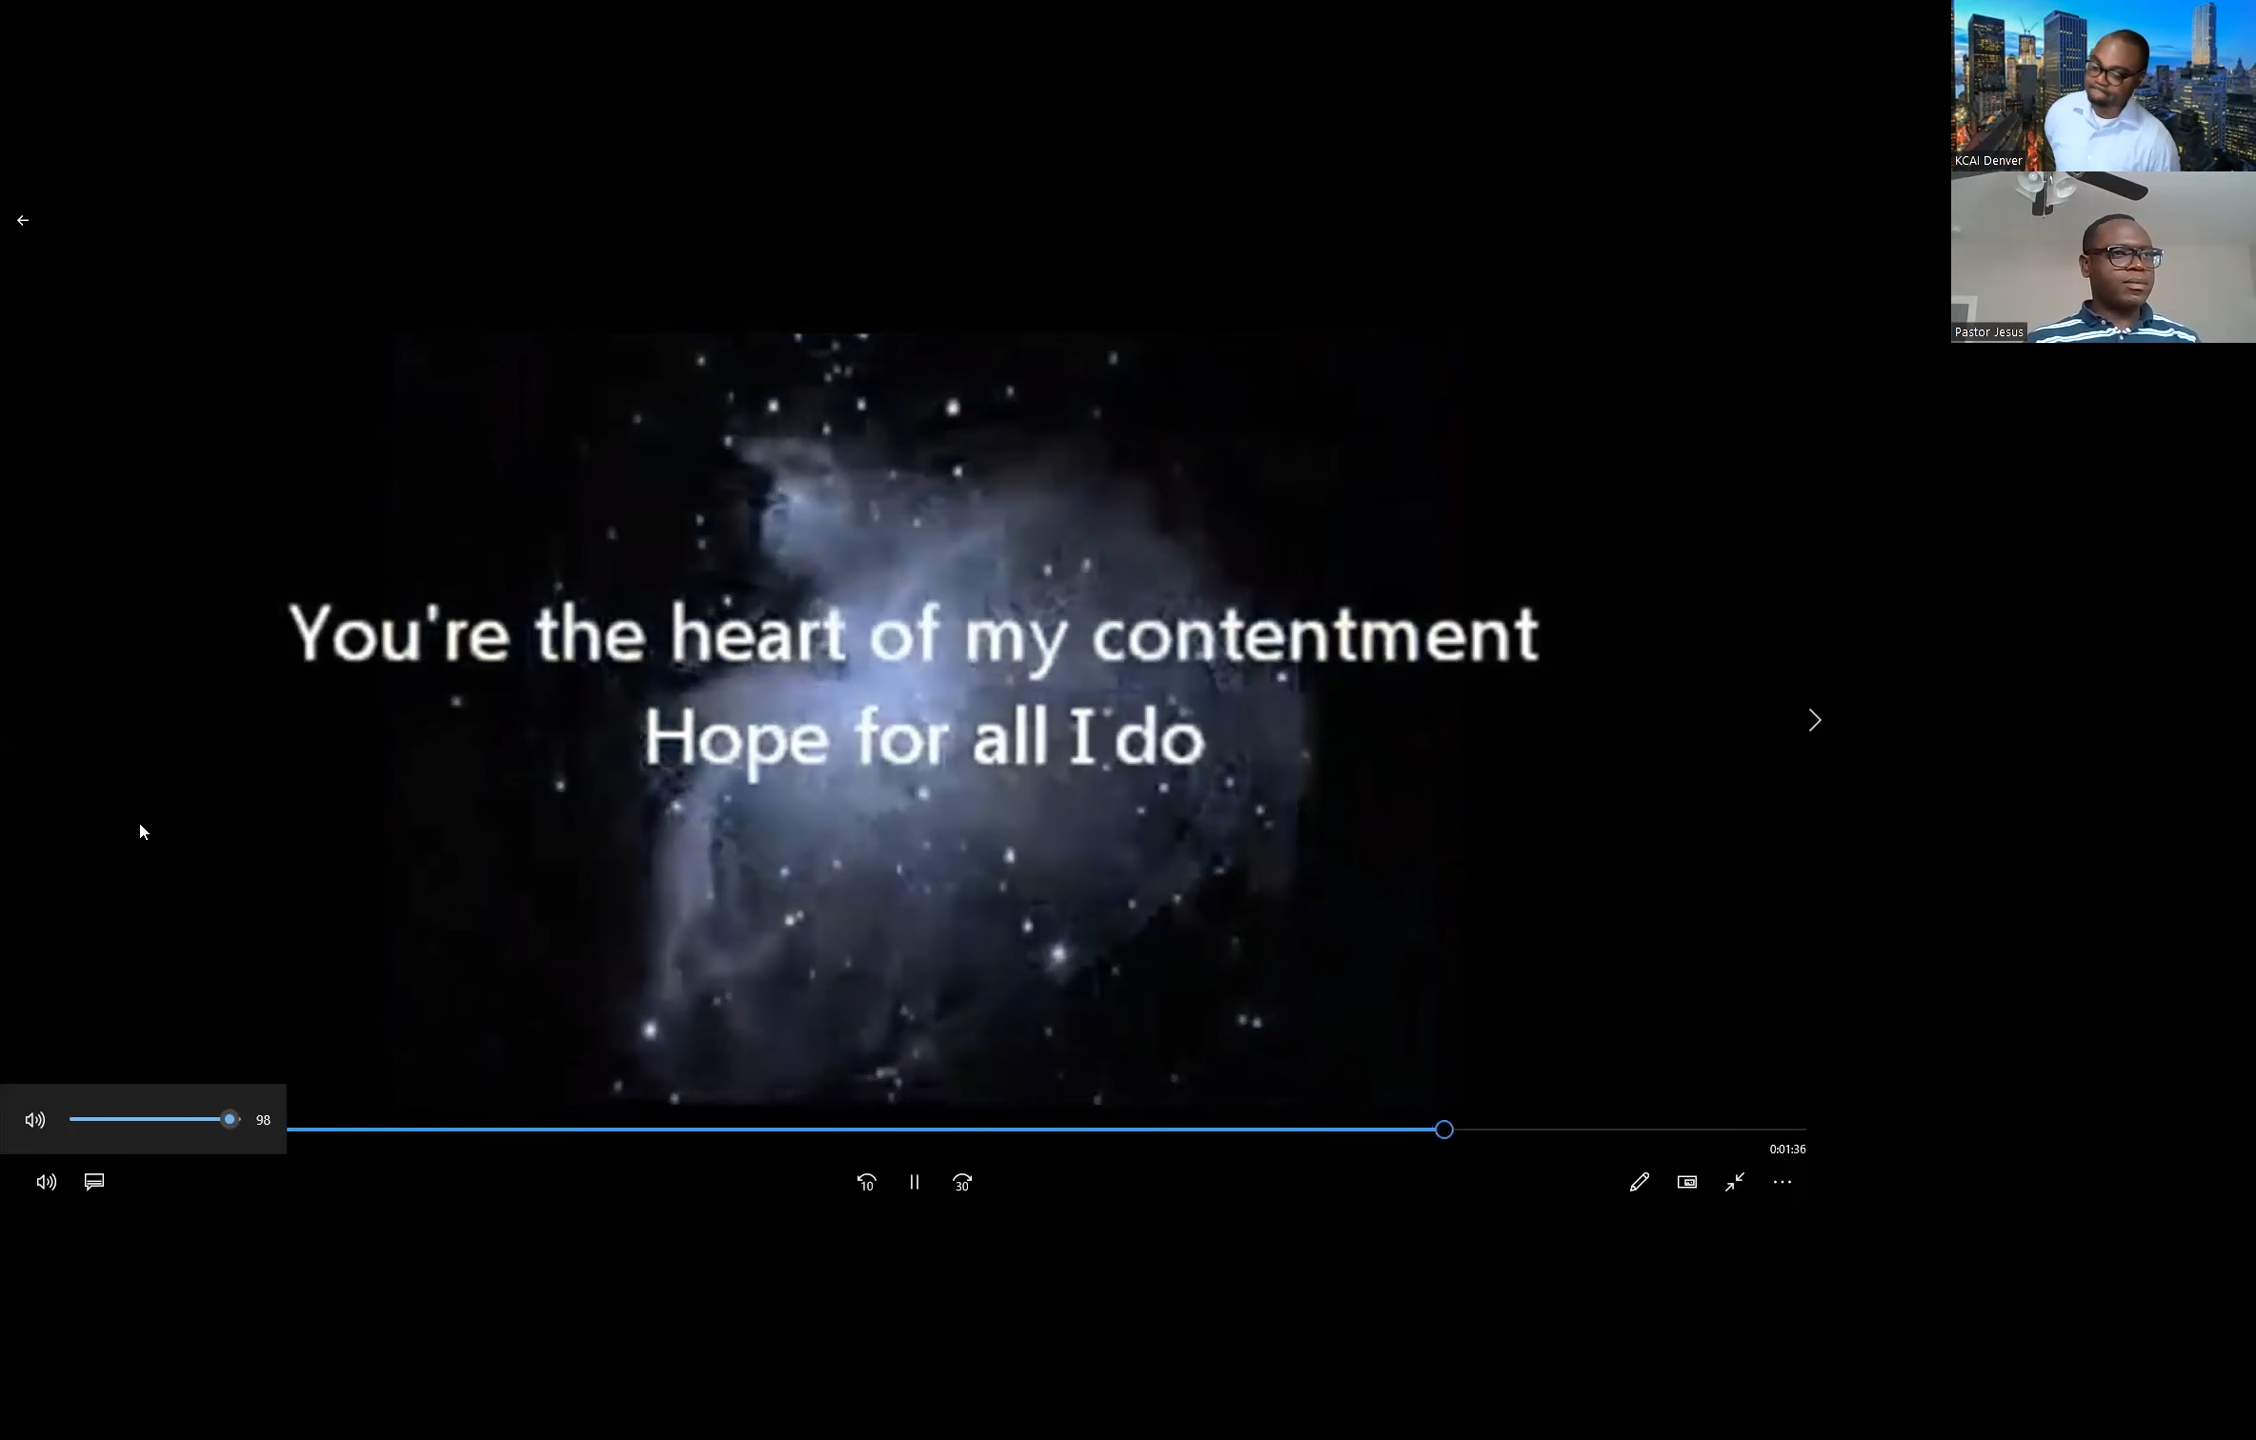 KCAI Denver
Pastor Jesus
You're the heart of my contentment
Hope for all I do
98
0:01:36
10
30